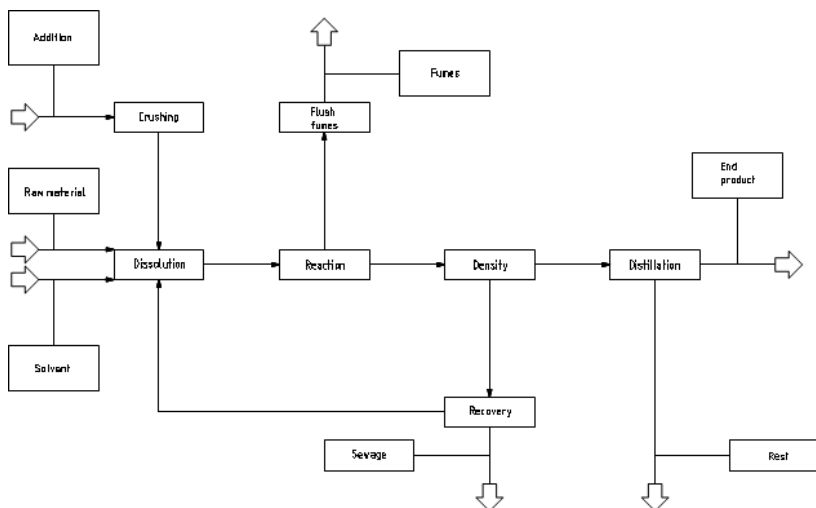 Addition
Fumes
Crushing
Flush
fumes
End
product
Raw material
Dissolution
Reaction
Density
Distillation
Solvent
Recovery
Sewage
Rest